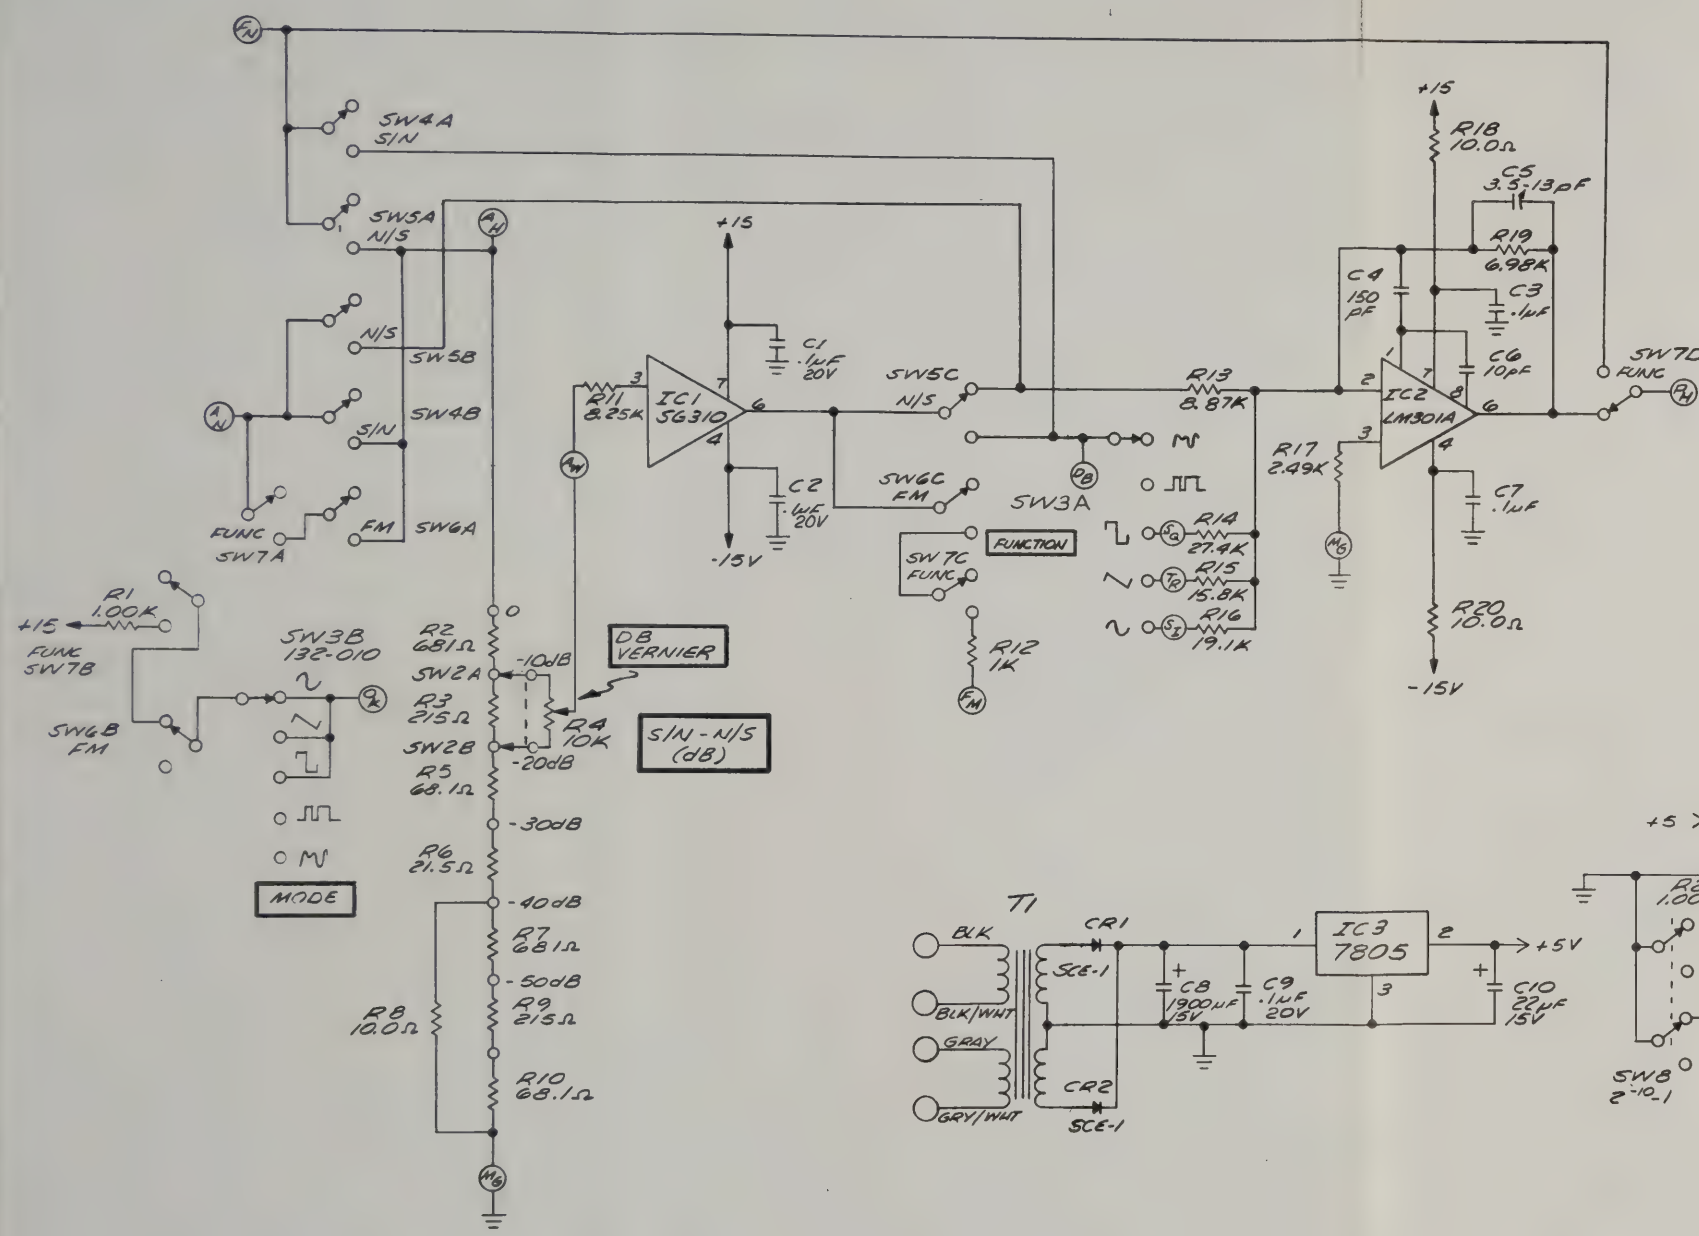 FN
SW4A
S/N
SW5A
N/S
AH
+15
+15
R18
10.0Ω
C5
3.5-13pF
R19
6.98K
C4
150
PF
C3
.1µF
N/S
SW5B
C1
.1µF
20V
SW5C
N/S
R13
8.87K
1
7
C6
10pF
8
SW7D
FUNC
PH
3
R11
8.25K
IC1
SG310
7
4
6
2
IC2
LM301A
6
3
4
AN
SW4B
S/N
AW
R17
2.49K
C2
.1µF
20V
SW6C
FM
DB
SW3A
C7
.1µF
FUNC
SW7A
FM
SW6A
-15V
FUNCTION
SQ
R14
27.4K
MG
SW7C
FUNC
TR
R15
15.8K
R1
1.00K
+15
FUNC
SW7B
SW3B
132-010
0
R2
681Ω
DB
VERNIER
R12
1K
SI
R16
19.1K
R20
10.0Ω
SW2A
-10dB
-15V
R3
215Ω
R4
10K
S/N-N/S
(dB)
FM
SW6B
FM
SW2B
-20dB
R5
68.1Ω
-30dB
+5
R6
21.5Ω
MODE
-40dB
T1
CR1
SCE-1
BLK
1
IC3
7805
2
3
+5V
R7
681Ω
-50dB
BLK/WHT
+
C8
1900µF
15V
C9
.1µF
20V
+
C10
22µF
15V
1.00
R8
10.0Ω
R9
215Ω
GRAY
R10
68.1Ω
GRY/WHT
CR2
SCE-1
SW8
2-10-1
MG